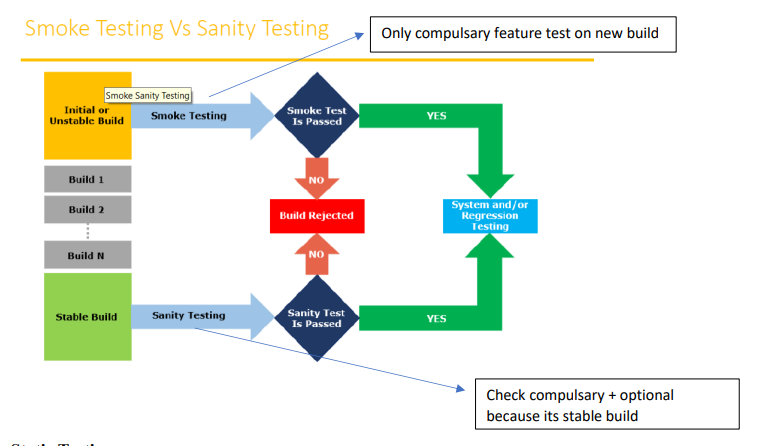 Smoke Testing Vs Sanity Testing
Only compulsary feature test on new build
Smoke Sanity Testing
Initial or
Unstable Build
Smoke Testing
Smoke Test
Is Passed
YES
NO
Build 1
Build 2
Build Rejected
System and/or
Regression
Testing
Build N
NO
Stable Build
Sanity Testing
Sanity Test
Is Passed
YES
Check compulsary + optional
because its stable build